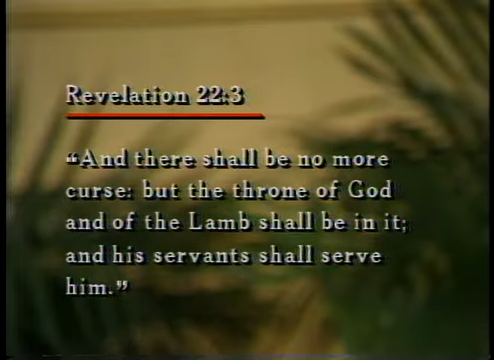 Revelation 22:3
“And there shall be no more
curse: but the throne of God
and of the Lamb shall be in it;
and his servants shall serve
him.”